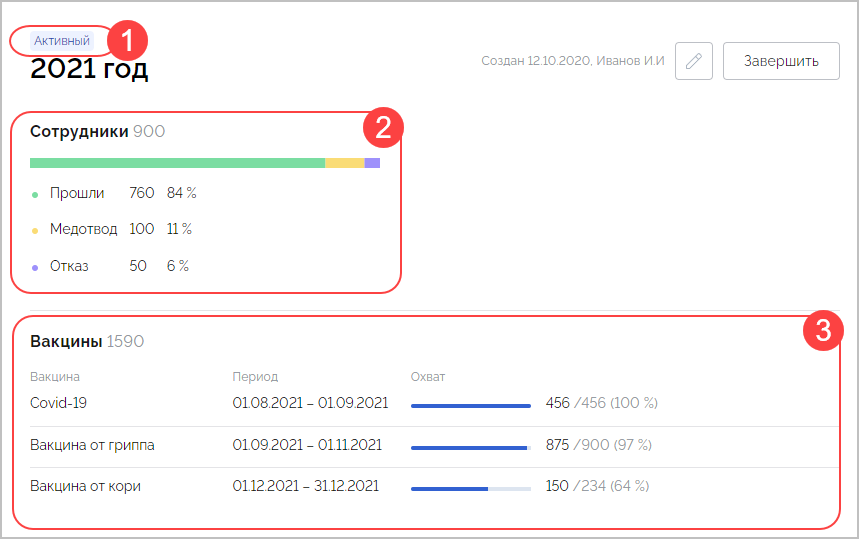 Активный
1
2021 год
Создан 12.10.2020, Иванов И.И
Завершить
Сотрудники 900
2
Прошли 760 84 %
Медотвод 100 11 %
Отказ 50 6 %
Вакцины 1590
3
Вакцина Период Охват
Covid-19 01.08.2021 – 01.09.2021 456 /456 (100 %)
Вакцина от гриппа 01.09.2021 – 01.11.2021 875 /900 (97 %)
Вакцина от кори 01.12.2021 – 31.12.2021 150 /234 (64 %)